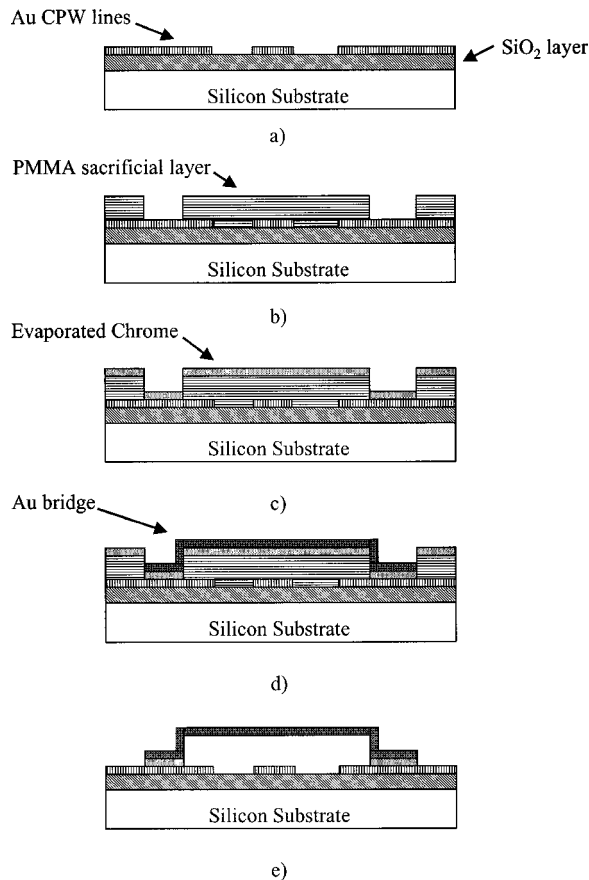 Au CPW lines
SiO₂ layer
Silicon Substrate
a)
PMMA sacrificial layer
Silicon Substrate
b)
Evaporated Chrome
Silicon Substrate
c)
Au bridge
Silicon Substrate
d)
Silicon Substrate
e)